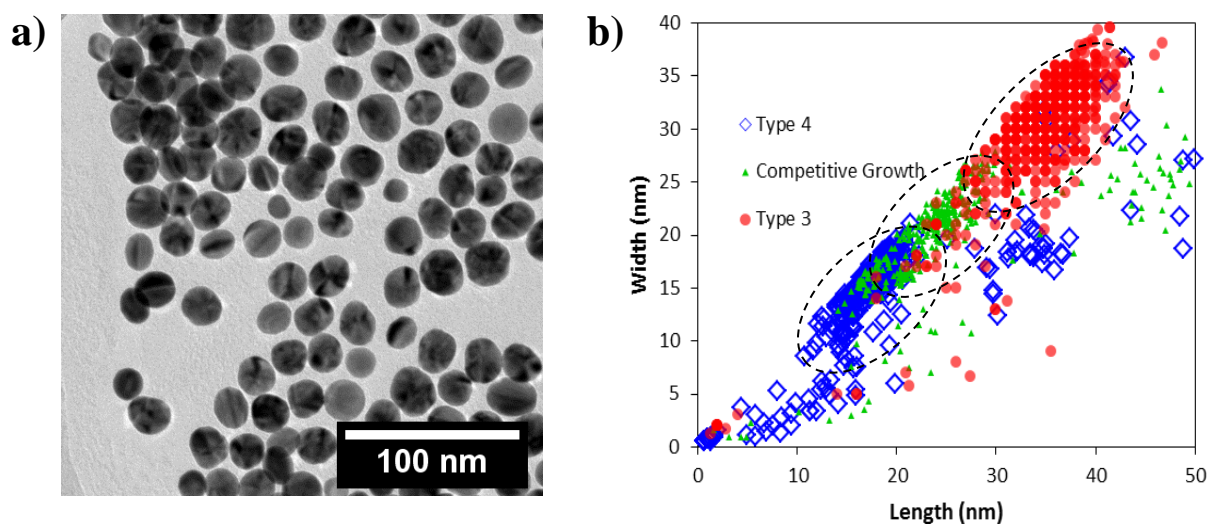 a)
100 nm
b)
Width (nm)
40
35
30
25
20
15
10
5
0
Type 4
Competitive Growth
Type 3
0 10 20 30 40 50
Length (nm)